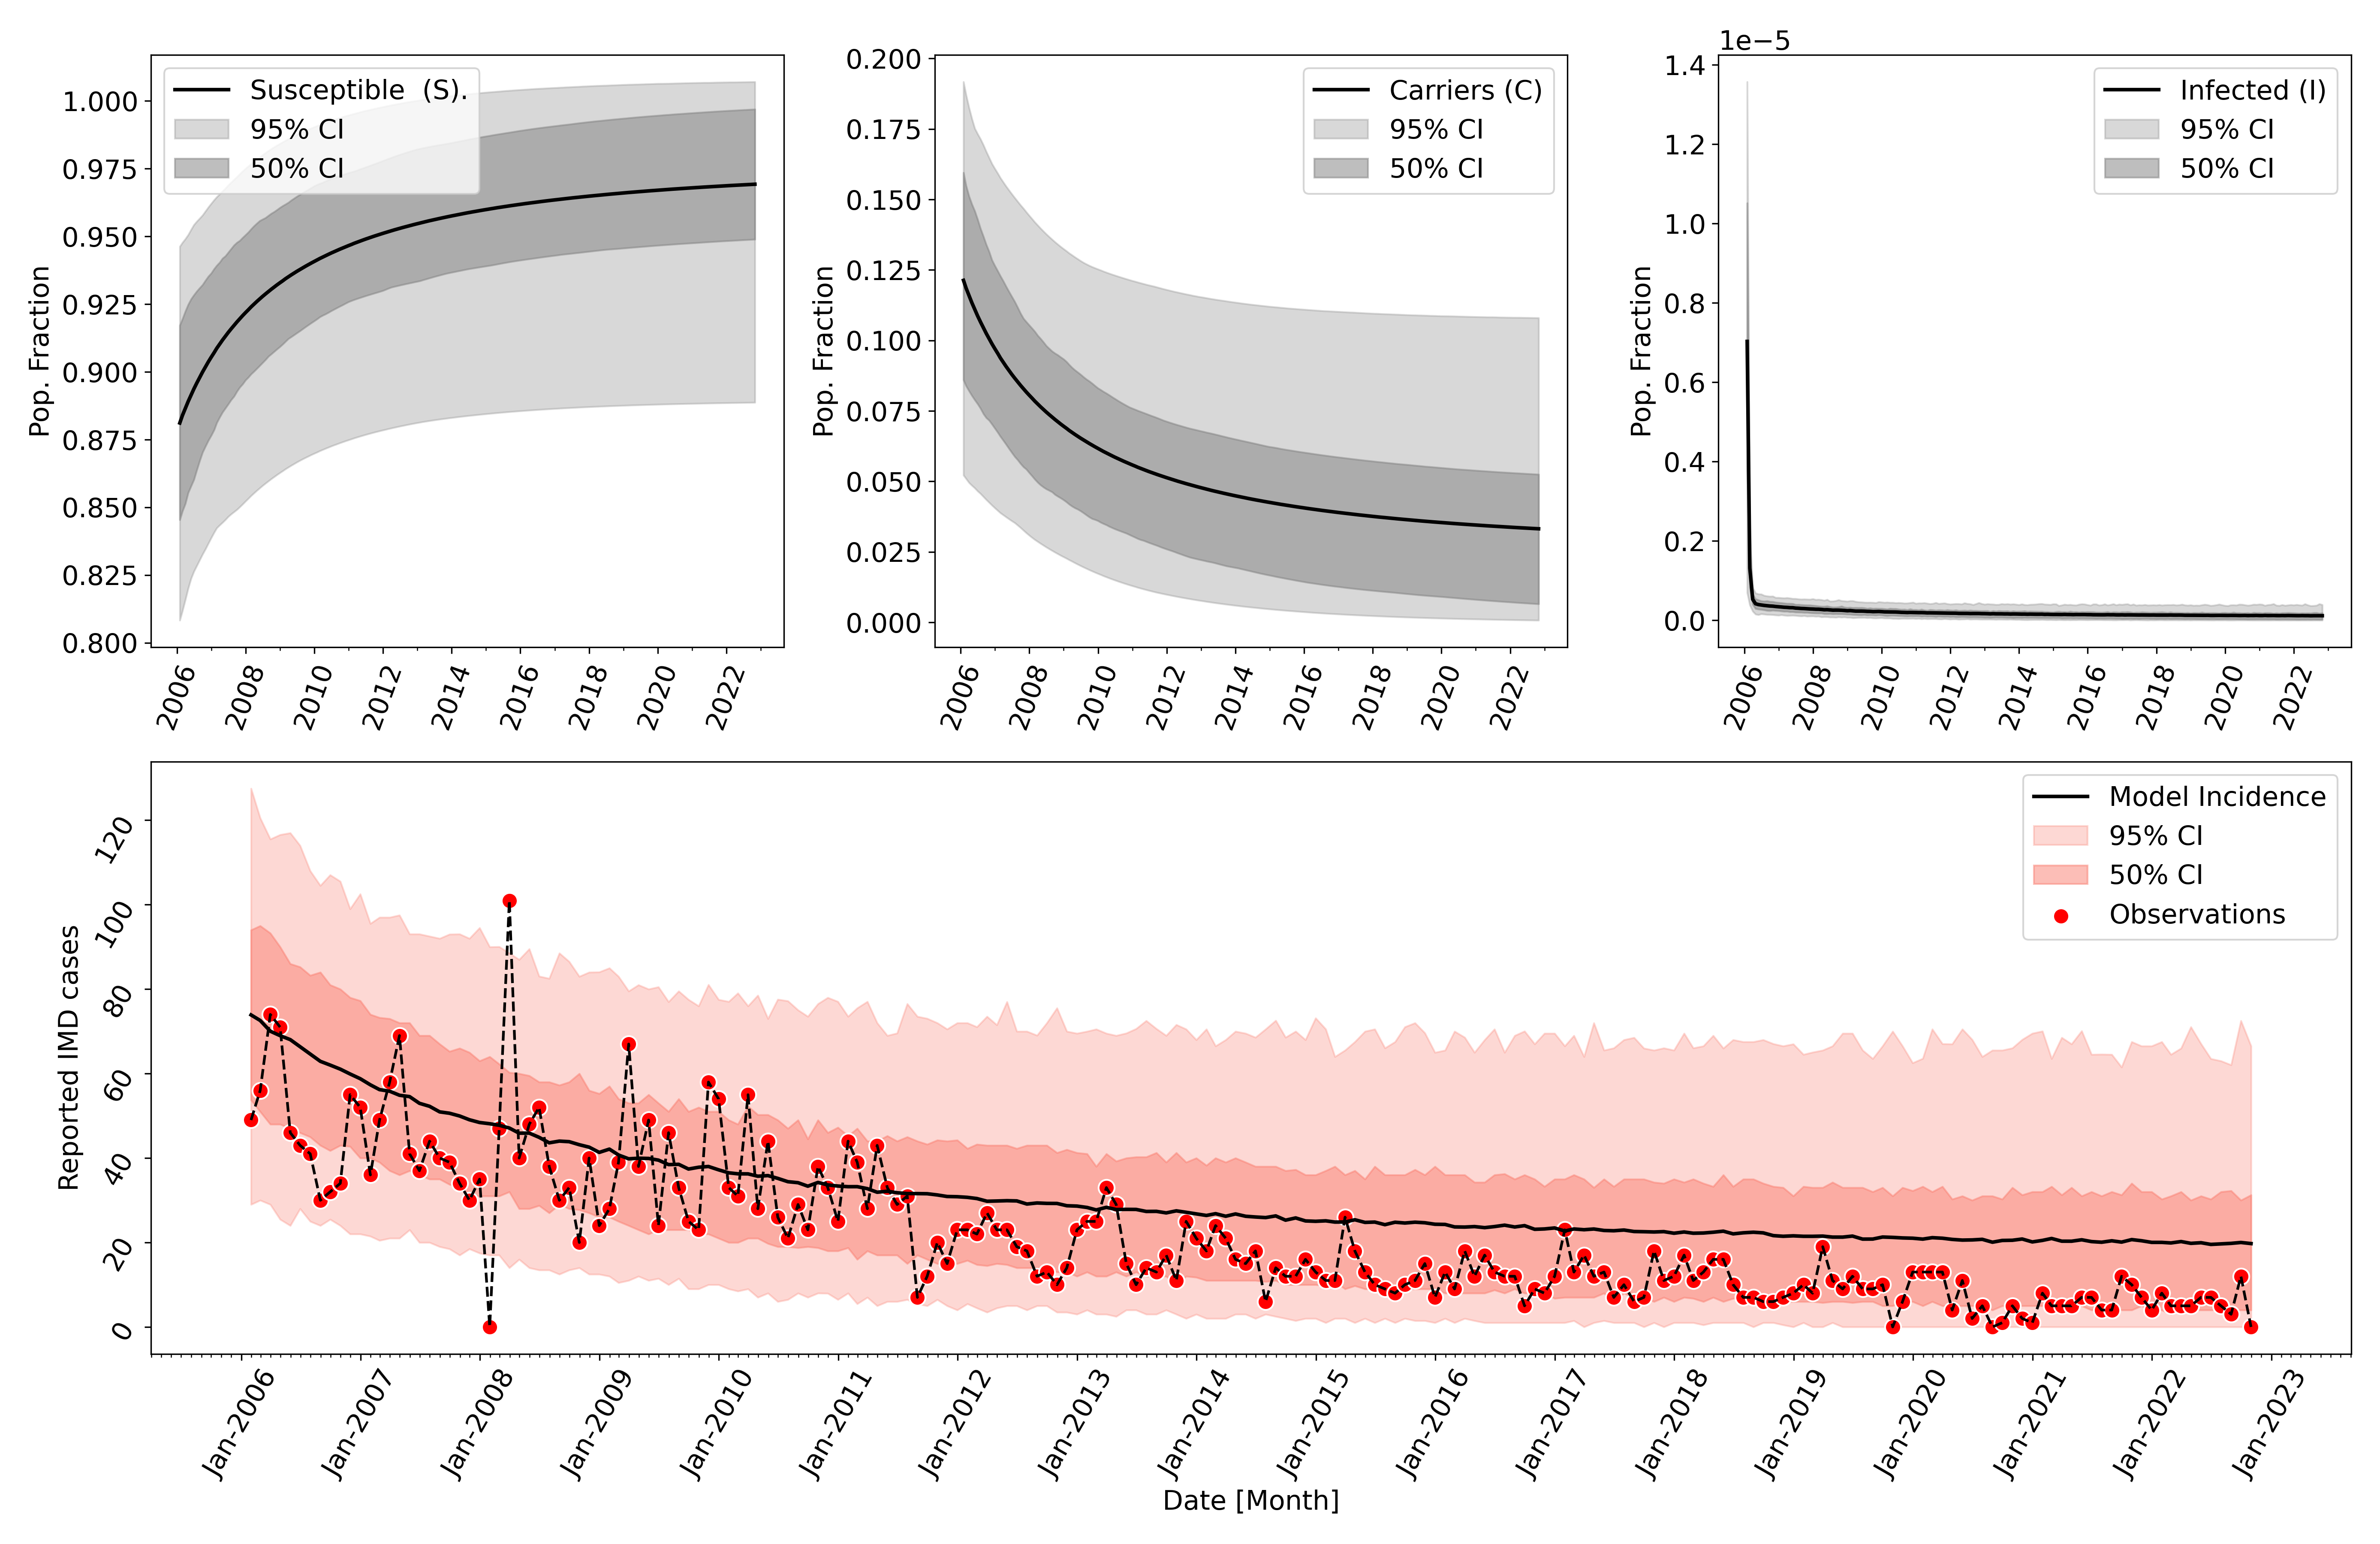 Susceptible  (S).
95% CI
50% CI
Pop. Fraction
1.000
0.975
0.950
0.925
0.900
0.875
0.850
0.825
0.800
2006
2008
2010
2012
2014
2016
2018
2020
2022
Carriers (C)
95% CI
50% CI
Pop. Fraction
0.200
0.175
0.150
0.125
0.100
0.075
0.050
0.025
0.000
2006
2008
2010
2012
2014
2016
2018
2020
2022
1e−5
Infected (I)
95% CI
50% CI
Pop. Fraction
1.4
1.2
1.0
0.8
0.6
0.4
0.2
0.0
2006
2008
2010
2012
2014
2016
2018
2020
2022
Model Incidence
95% CI
50% CI
Observations
Reported IMD cases
120
100
80
60
40
20
0
Jan-2006
Jan-2007
Jan-2008
Jan-2009
Jan-2010
Jan-2011
Jan-2012
Jan-2013
Jan-2014
Jan-2015
Jan-2016
Jan-2017
Jan-2018
Jan-2019
Jan-2020
Jan-2021
Jan-2022
Jan-2023
Date [Month]